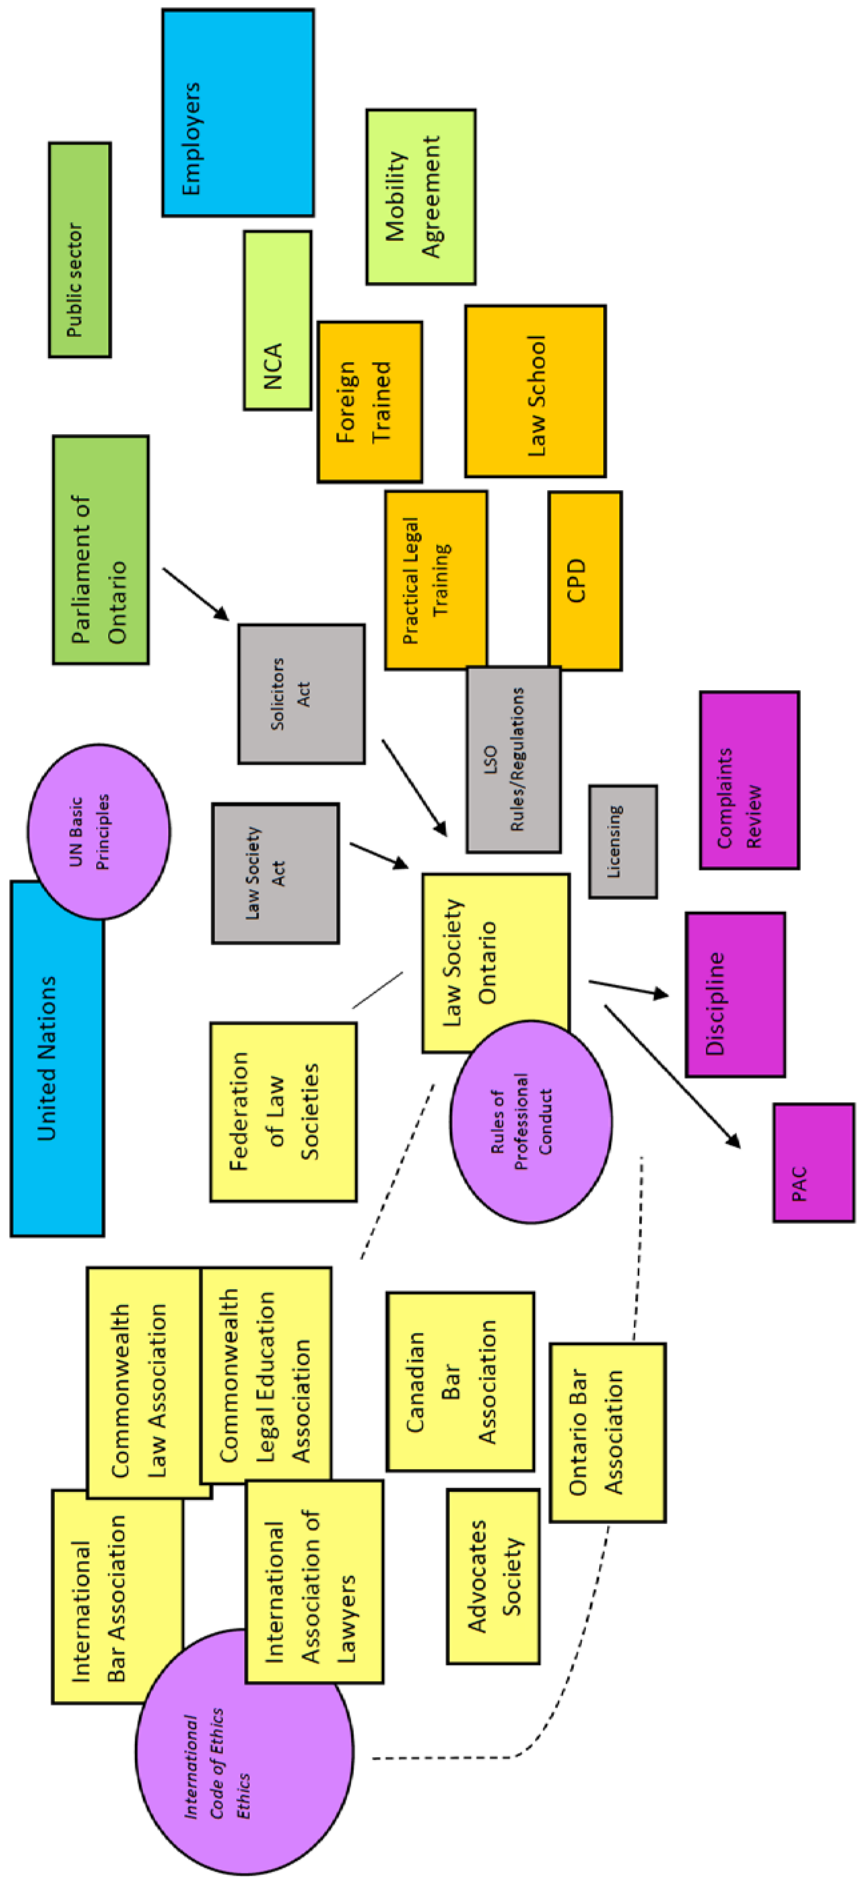 United Nations
UN Basic
Principles
Parliament of
Ontario
Public sector
Employers
International
Bar Association
Commonwealth
Law Association
Commonwealth
Legal Education
Association
International
Association of
Lawyers
International
Code of Ethics
Ethics
Federation
of Law
Societies
Law Society
Act
Solicitors
Act
NCA
Foreign
Trained
Mobility
Agreement
Canadian
Bar
Association
Advocates
Society
Ontario Bar
Association
Law Society
Ontario
Rules of
Professional
Conduct
LSO
Rules/Regulations
Practical Legal
Training
Law School
CPD
Licensing
PAC
Discipline
Complaints
Review